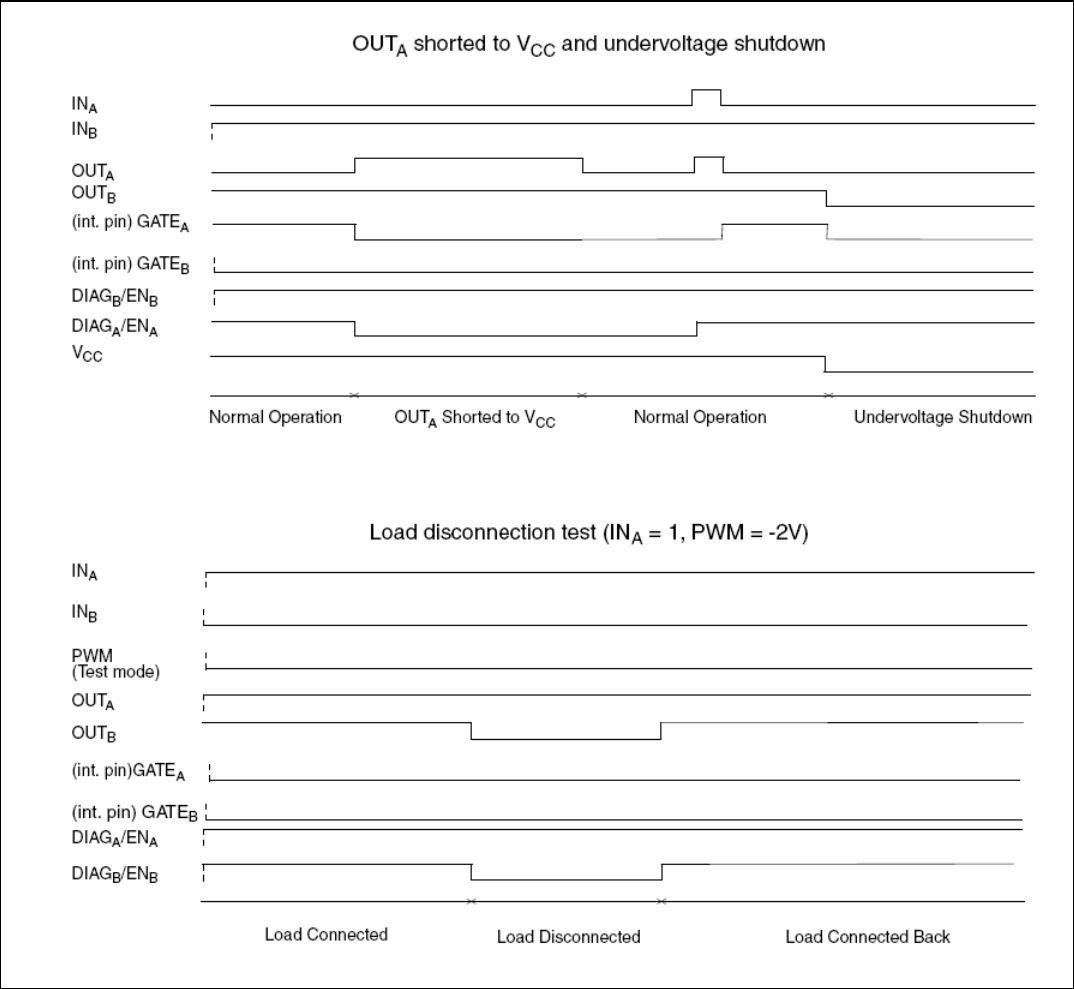 OUTA shorted to VCC and undervoltage shutdown
INA
INB
OUTA
OUTB
(int. pin) GATEA
(int. pin) GATEB
DIAGB/ENB
DIAGA/ENA
VCC
Normal Operation OUTA Shorted to VCC Normal Operation Undervoltage Shutdown
Load disconnection test (INA = 1, PWM = -2V)
INA
INB
PWM
(Test mode)
OUTA
OUTB
(int. pin)GATEA
(int. pin) GATEB
DIAGA/ENA
DIAGB/ENB
Load Connected Load Disconnected Load Connected Back